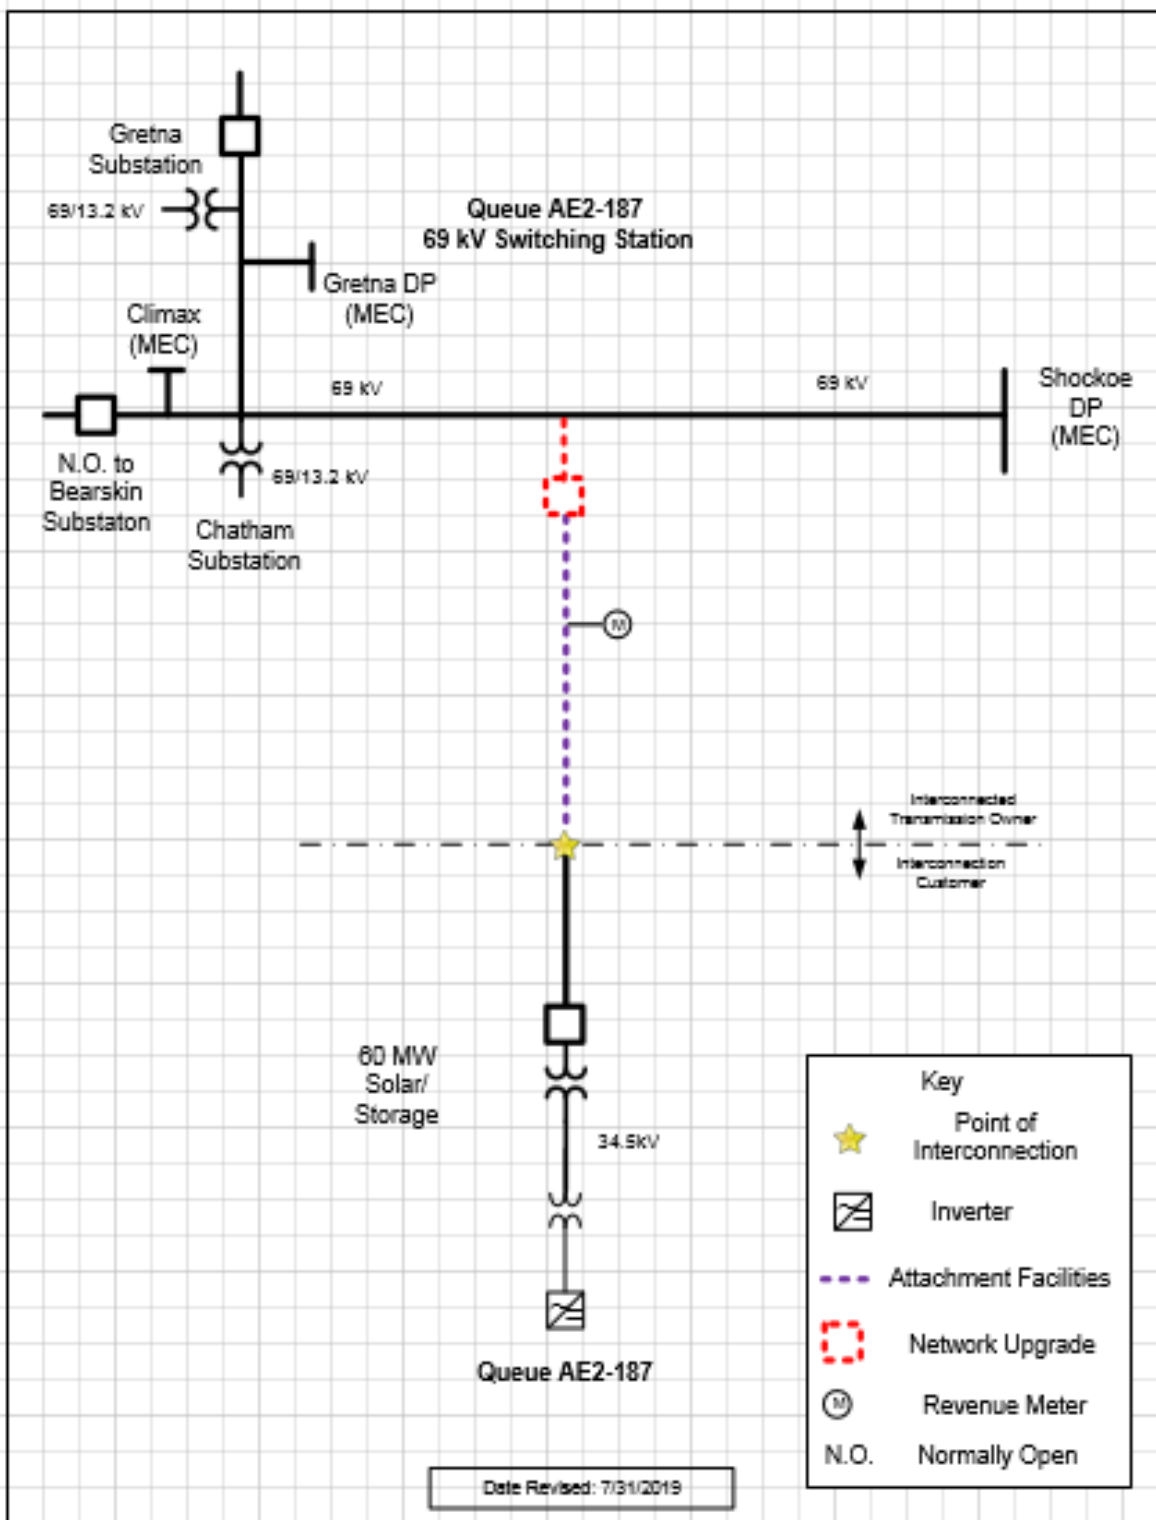 Gretna
Substation
69/13.2 kV
Queue AE2-187
69 kV Switching Station
Gretna DP
(MEC)
Climax
(MEC)
69 kV
69 kV
Shockoe
DP
(MEC)
N.O. to
Bearskin
Substaton
69/13.2 kV
Chatham
Substation
M
Interconnected
Transmission Owner
Interconnection
Customer
60 MW
Solar/
Storage
34.5kV
Queue AE2-187
Key
Point of
Interconnection
Inverter
Attachment Facilities
Network Upgrade
M
Revenue Meter
N.O.
Normally Open
Date Revised: 7/31/2019